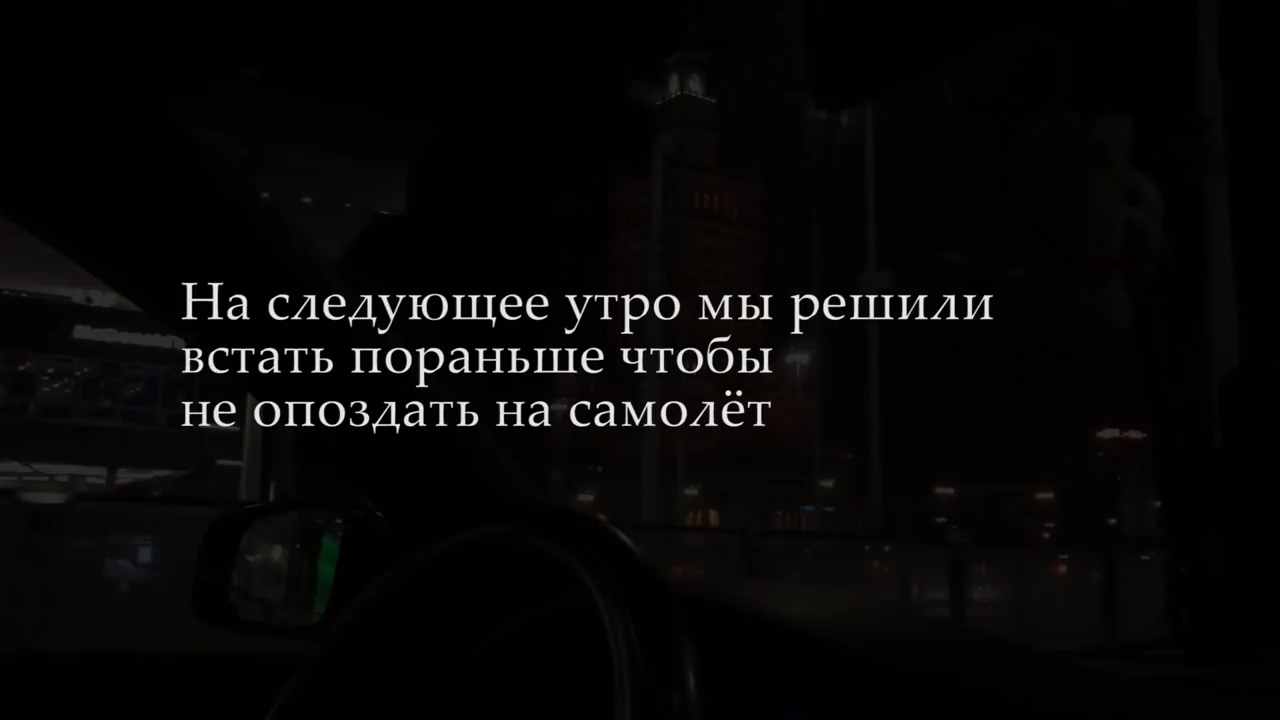 На следующее утро мы решили
встать пораньше чтобы
не опоздать на самолёт